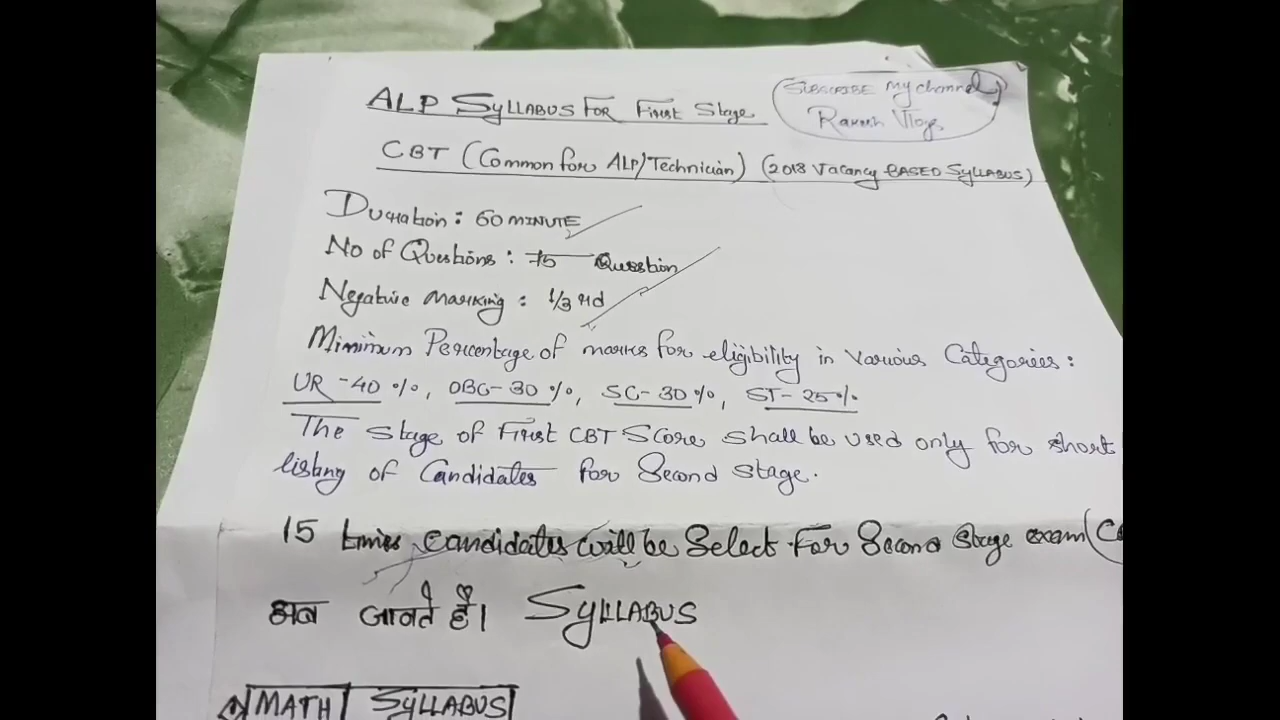 ALP SYLLABUS FOR First Stage
SUBSCRIBE my channel
Vlogs
CBT (Common for ALP/Technician) (2018 Vacancy BASED SYLLABUS)
Duration: 60 MINUTE
No of Questions: 75 Question
Negative marking: 1/3 rd
Minimum Percentage of marks for eligibility in various Categories:
UR-40%, OBC-30%, SC-30%, ST-25%
The stage of First CBT Score shall be used only for short
listing of Candidates for Second stage.
15 times candidates will be Select For Second stage exam (C
अब जानते है। SYLLABUS
MATH SYLLABUS